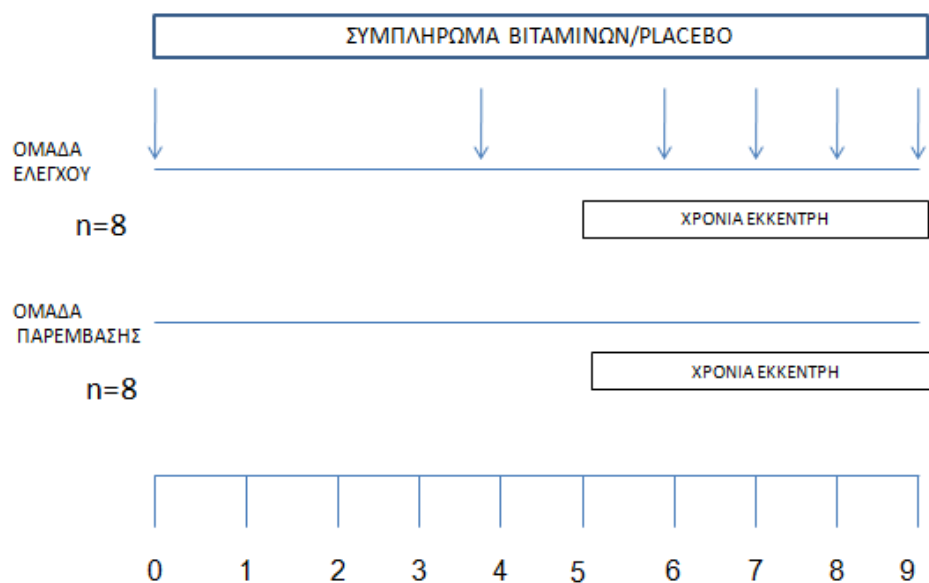 ΣΥΜΠΛΗΡΩΜΑ ΒΙΤΑΜΙΝΩΝ/PLACEBO
ΟΜΑΔΑ
ΕΛΕΓΧΟΥ
n=8
ΧΡΟΝΙΑ ΕΚΚΕΝΤΡΗ
ΟΜΑΔΑ
ΠΑΡΕΜΒΑΣΗΣ
n=8
ΧΡΟΝΙΑ ΕΚΚΕΝΤΡΗ
0 1 2 3 4 5 6 7 8 9